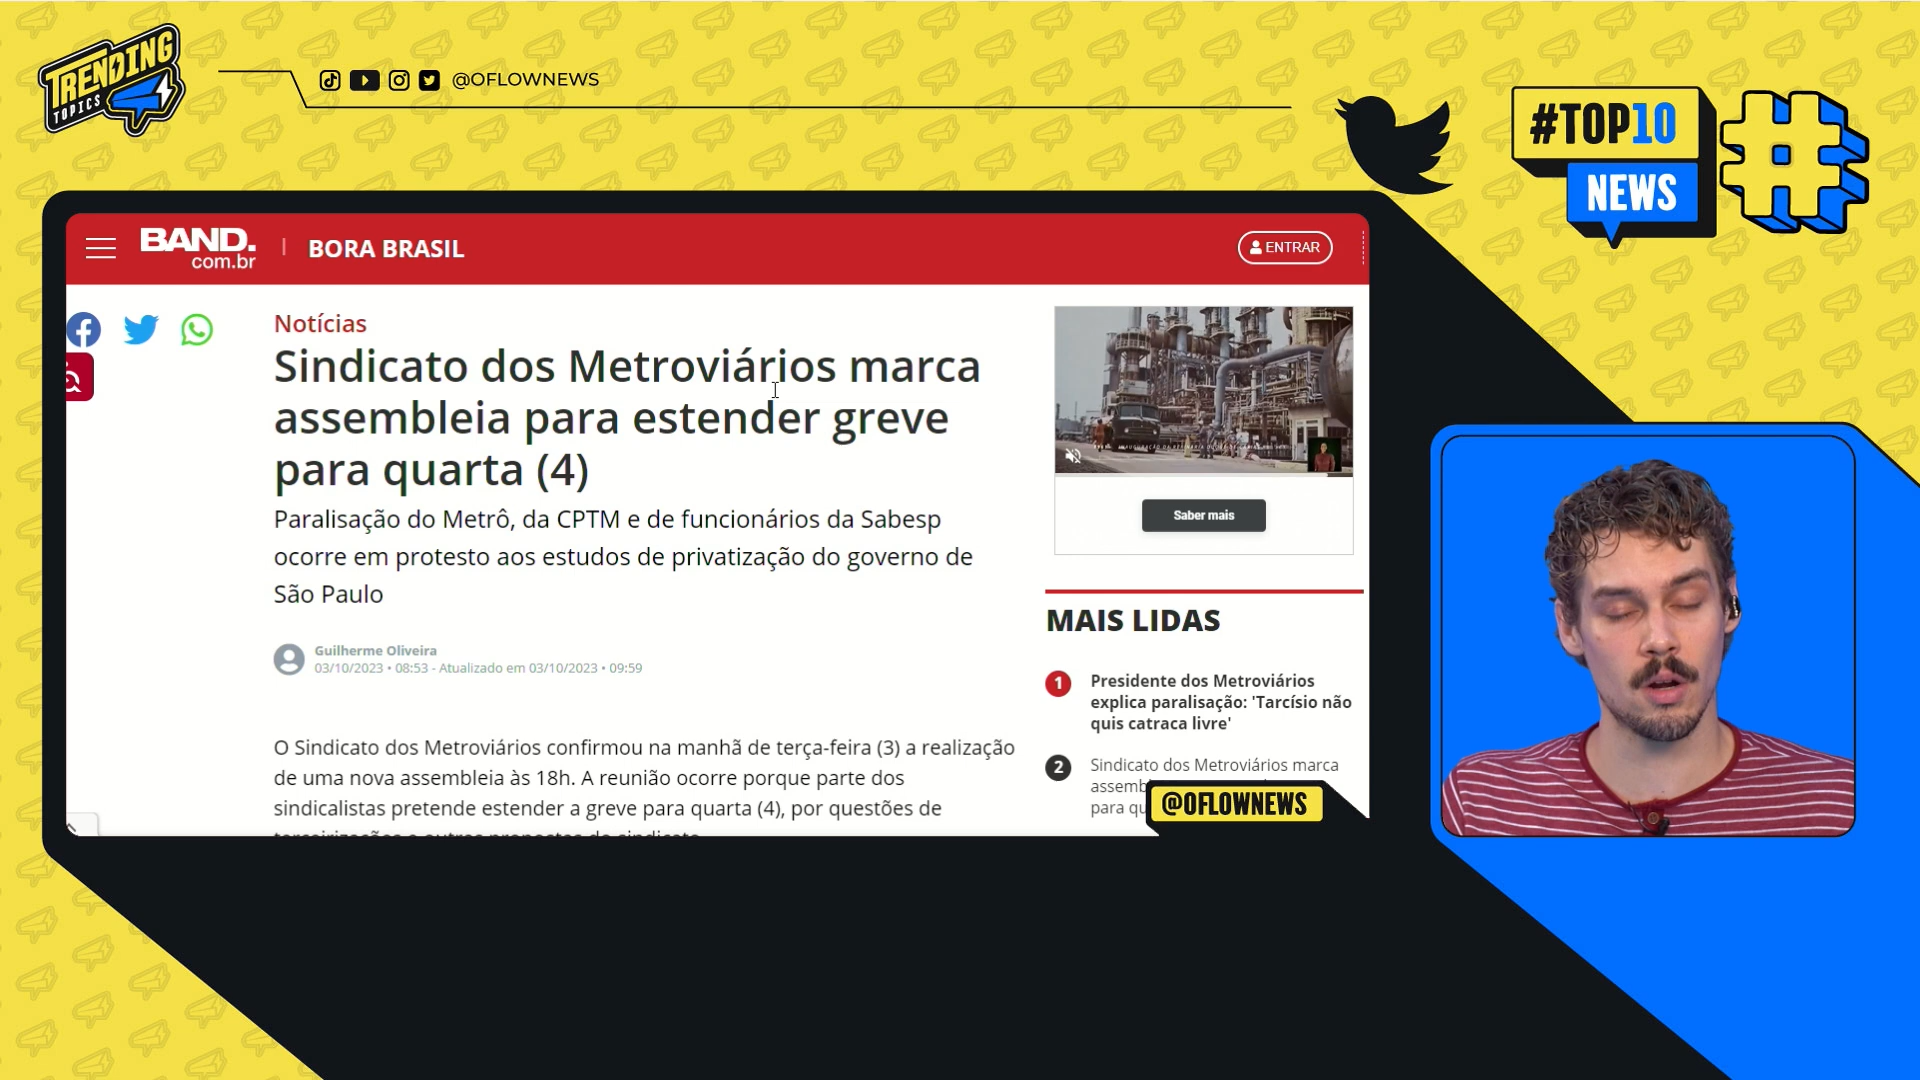 TRENDING
TOPICS
@OFLOWNEWS
#TOP10
NEWS
BAND.
com.br
BORA BRASIL
ENTRAR
Notícias
Sindicato dos Metroviários marca
assembleia para estender greve
para quarta (4)
Paralisação do Metrô, da CPTM e de funcionários da Sabesp
ocorre em protesto aos estudos de privatização do governo de
São Paulo
Guilherme Oliveira
03/10/2023 • 08:53 - Atualizado em 03/10/2023 • 09:59
O Sindicato dos Metroviários confirmou na manhã de terça-feira (3) a realização
de uma nova assembleia às 18h. A reunião ocorre porque parte dos
sindicalistas pretende estender a greve para quarta (4), por questões de
Saber mais
MAIS LIDAS
1
Presidente dos Metroviários
explica paralisação: 'Tarcísio não
quis catraca livre'
2
Sindicato dos Metroviários marca
@OFLOWNEWS